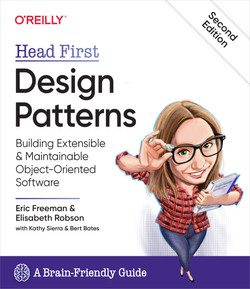 O'REILLY®
Second
Edition
Head First
Design
Patterns
Building Extensible
& Maintainable
Object-Oriented
Software
Eric Freeman &
Elisabeth Robson
with Kathy Sierra & Bert Bates
A Brain-Friendly Guide